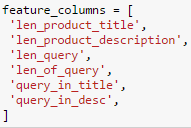 feature_columns = [
'len_product_title',
'len_product_description',
'len_query',
'len_of_query',
'query_in_title',
'query_in_desc',
]